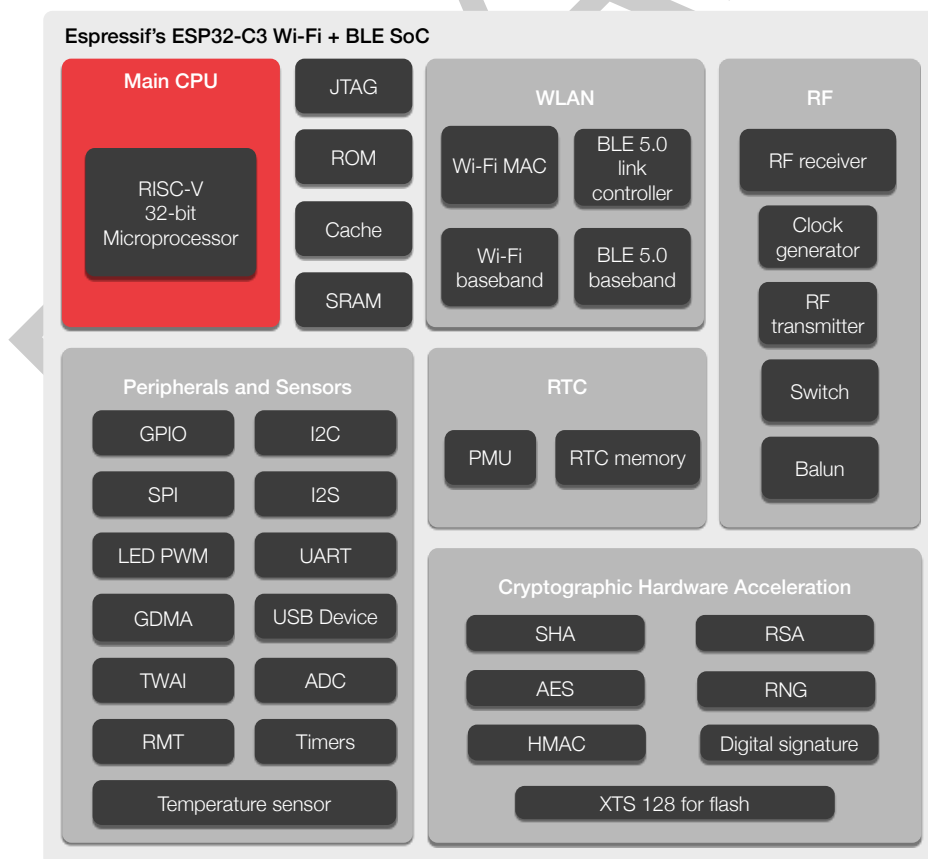 Espressif's ESP32-C3 Wi-Fi + BLE SoC
Main CPU
RISC-V
32-bit
Microprocessor
JTAG
ROM
Cache
SRAM
WLAN
Wi-Fi MAC
BLE 5.0
link
controller
Wi-Fi
baseband
BLE 5.0
baseband
RF
RF receiver
Clock
generator
RF
transmitter
Switch
Balun
Peripherals and Sensors
GPIO
I2C
SPI
I2S
LED PWM
UART
GDMA
USB Device
TWAI
ADC
RMT
Timers
Temperature sensor
RTC
PMU
RTC memory
Cryptographic Hardware Acceleration
SHA
RSA
AES
RNG
HMAC
Digital signature
XTS 128 for flash